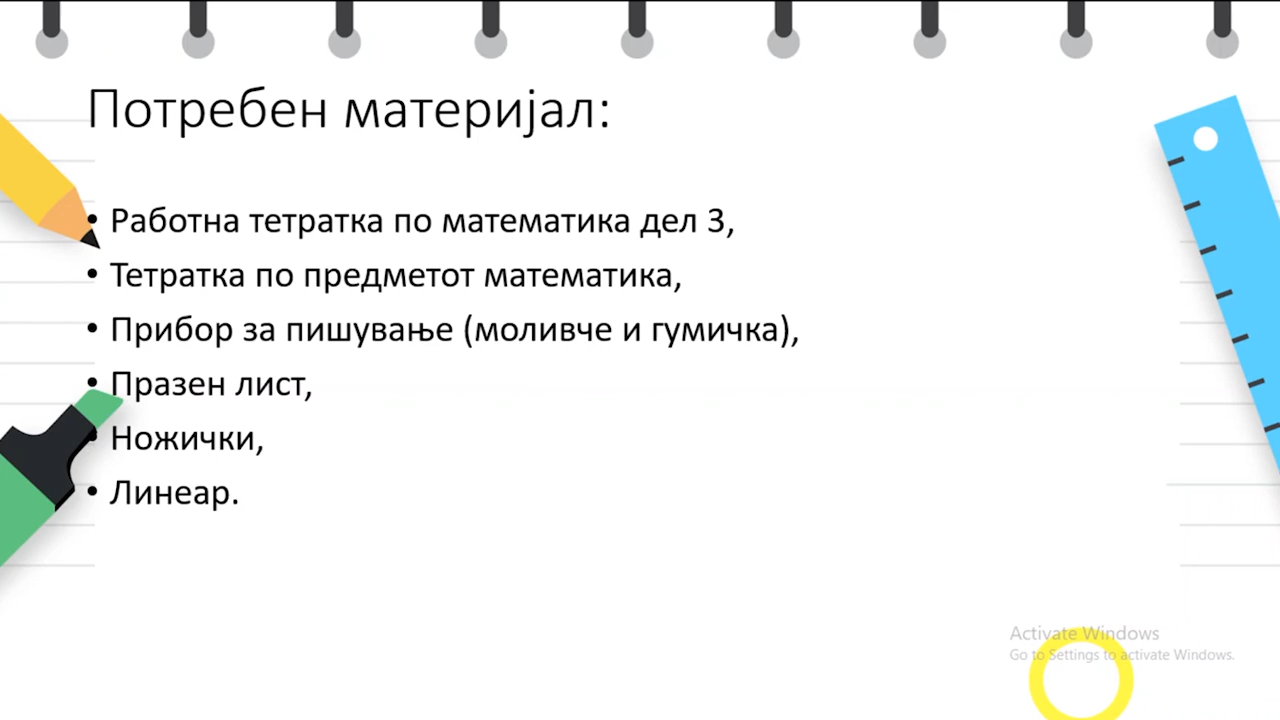 Потребен материјал:
• Работна тетратка по математика дел 3,
• Тетратка по предметот математика,
• Прибор за пишување (моливче и гумичка),
• Празен лист,
• Ножички,
• Линеар.
Activate Windows
Go to Settings to activate Windows.